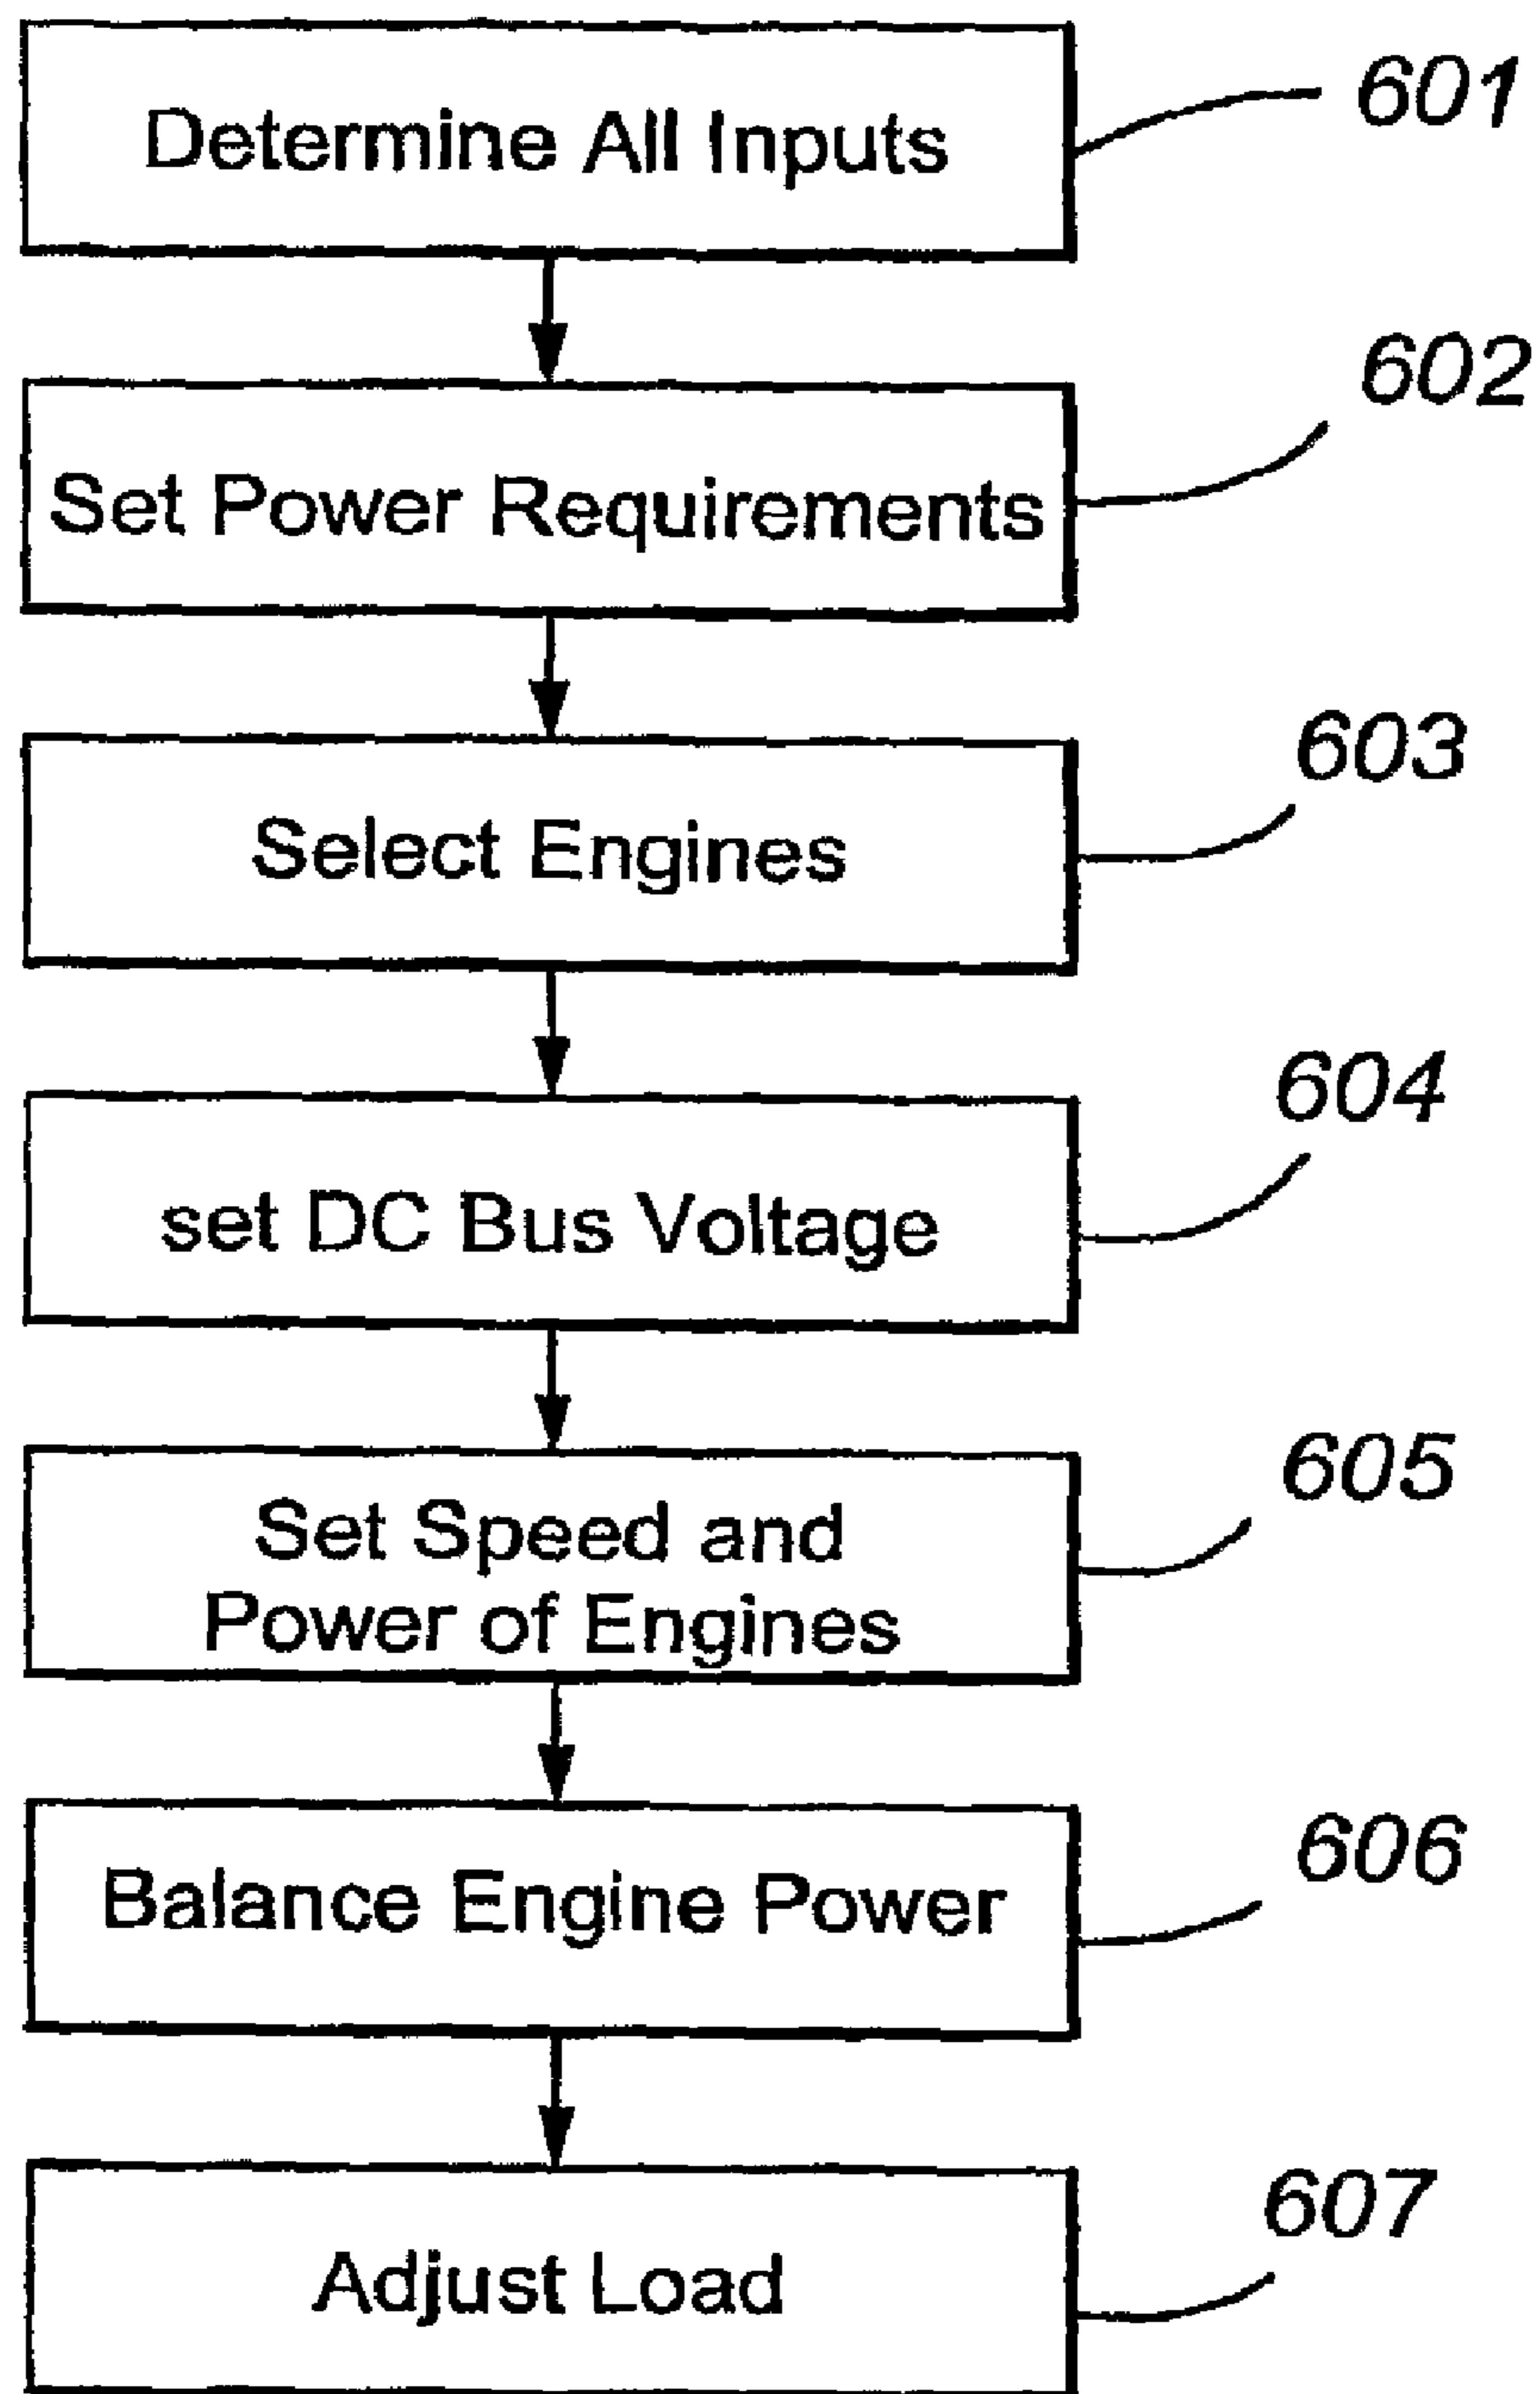 Determine All Inputs
601
Set Power Requirements
602
Select Engines
603
set DC Bus Voltage
604
Set Speed and
Power of Engines
605
Balance Engine Power
606
Adjust Load
607